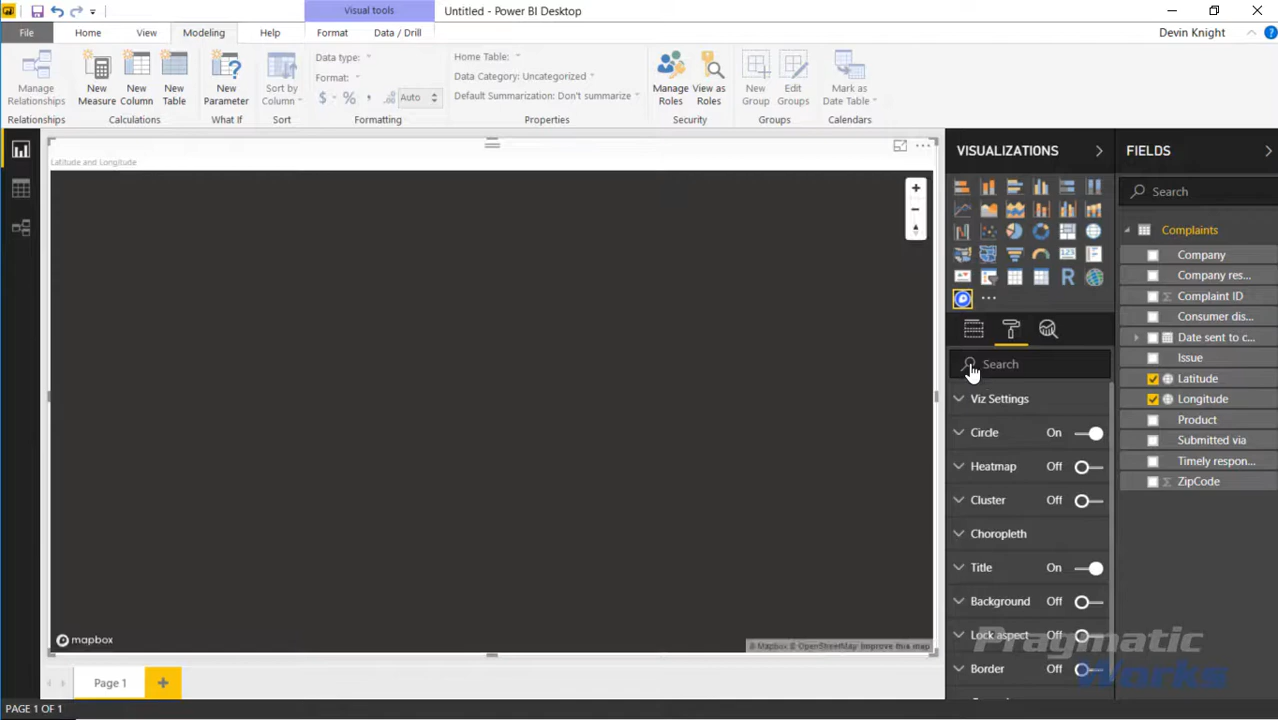 Visual tools
Untitled - Power BI Desktop
File
Home
View
Modeling
Help
Format
Data / Drill
Devin Knight
Manage
Relationships
New
Measure
New
Column
New
Table
New
Parameter
Sort by
Column
Data type:
Format:
$ % , Auto
Home Table:
Data Category: Uncategorized
Default Summarization: Don't summarize
Manage
Roles
View as
Roles
New
Group
Edit
Groups
Mark as
Date Table
Relationships
Calculations
What If
Sort
Formatting
Properties
Security
Groups
Calendars
Latitude and Longitude
mapbox
© Mapbox © OpenStreetMap Improve this map
VISUALIZATIONS
R
Search
Viz Settings
Circle On
Heatmap Off
Cluster Off
Choropleth
Title On
Background Off
Lock aspect Off
Border Off
FIELDS
Search
Complaints
Company
Company res...
Complaint ID
Consumer dis...
Date sent to c...
Issue
Latitude
Longitude
Product
Submitted via
Timely respon...
ZipCode
Pragmatic
Works
Page 1
PAGE 1 OF 1